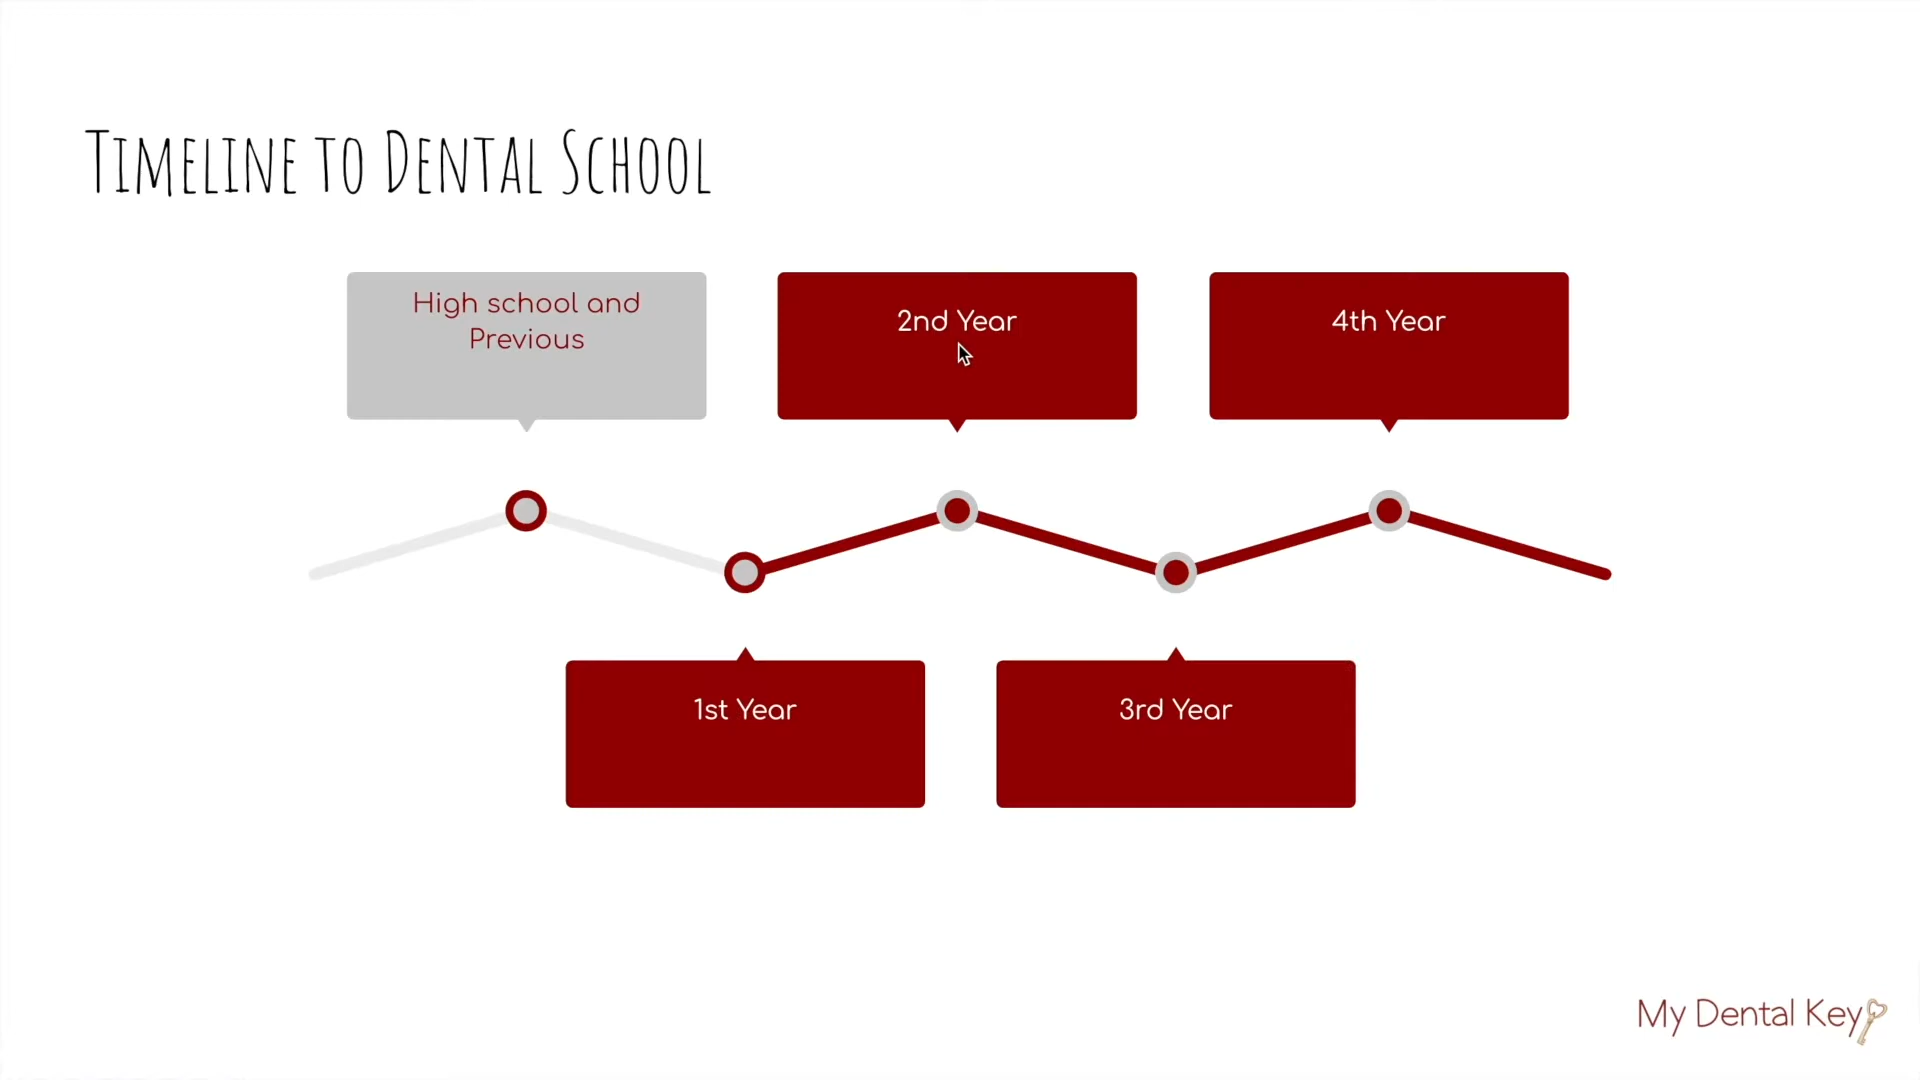 Timeline to Dental School
High school and
Previous
2nd Year
4th Year
1st Year
3rd Year
My Dental Key